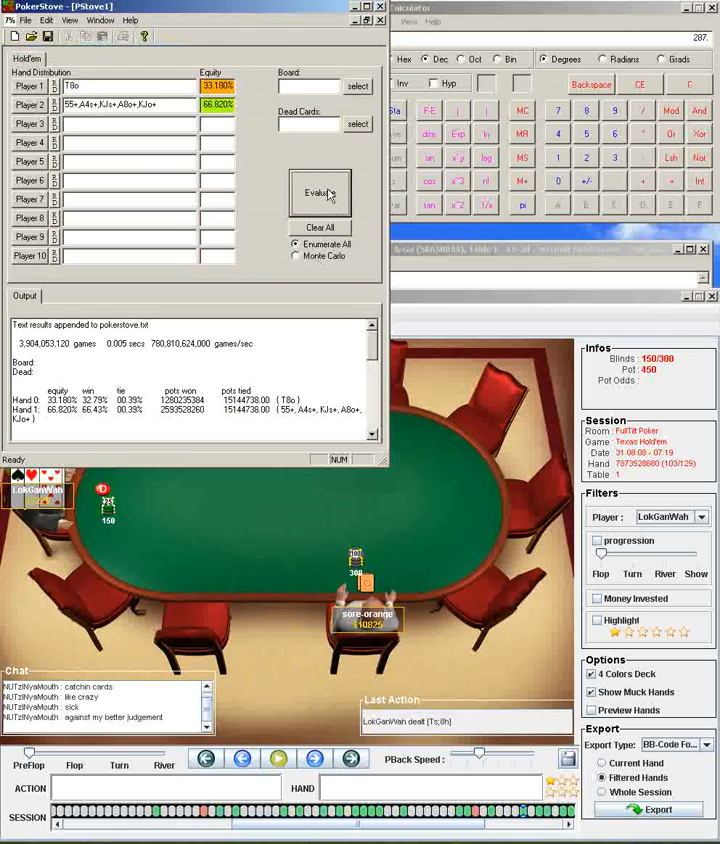 PokerStove - [PStove1]
File Edit View Window Help
Hold'em
Hand Distribution Equity
Player 1 T8o 33.180%
Player 2 55+,A4s+,KJs+,A8o+,KJo+ 66.820%
Player 3
Player 4
Player 5
Player 6
Player 7
Player 8
Player 9
Player 10
Board:
select
Dead Cards:
select
Evaluate
Clear All
Enumerate All
Monte Carlo
Output
Text results appended to pokerstove.txt
3,904,053,120 games 0.005 secs 780,810,624,000 games/sec
Board:
Dead:
equity win tie pots won pots tied
Hand 0: 33.180% 32.79% 00.39% 1280235384 15144738.00 { T8o }
Hand 1: 66.820% 66.43% 00.39% 2593528260 15144738.00 { 55+, A4s+, KJs+, A8o+,
KJo+ }
Ready NUM
Calculator
View Help
287.
Hex Dec Oct Bin Degrees Radians Grads
Inv Hyp Backspace CE C
Sta F-E ( ) MC 7 8 9 / Mod And
dms Exp ln MR 4 5 6 * Or Xor
sin x^y log MS 1 2 3 - Lsh Not
cos x^3 n! M+ 0 +/- . + = Int
tan x^2 1/x pi A B C D E F
LokGanWah
D
150
100
300
sore-orange
$10825
Chat
NUTzINyaMouth : catchin cards
NUTzINyaMouth : like crazy
NUTzINyaMouth : sick
NUTzINyaMouth : against my better judgement
Last Action
LokGanWah dealt [Ts;8h]
PreFlop Flop Turn River
PBack Speed :
ACTION
HAND
SESSION
Infos
Blinds : 150/300
Pot : 450
Pot Odds :
Session
Room : FullTilt Poker
Game : Texas Hold'em
Date : 31.08.08 - 07:19
Hand : 7873528680 (103/129)
Table : 1
Filters
Player : LokGanWah
progression
Flop Turn River Show
Money Invested
Highlight
Options
4 Colors Deck
Show Muck Hands
Preview Hands
Export
Export Type: BB-Code Fo...
Current Hand
Filtered Hands
Whole Session
Export